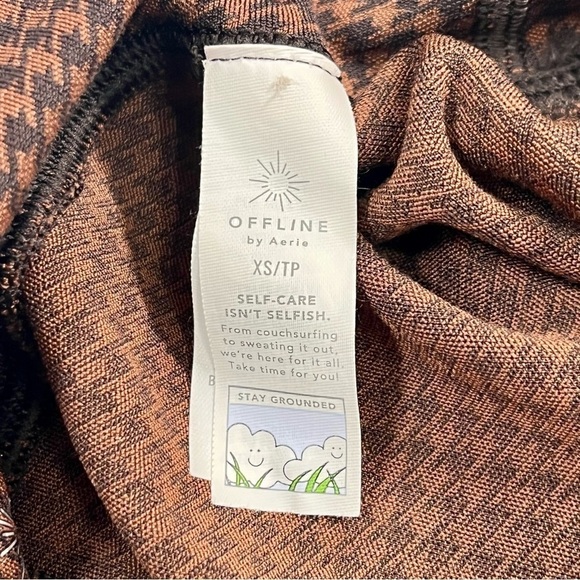 OFFLINE
by Aerie
XS/TP
SELF-CARE
ISN'T SELFISH.
From couchsurfing
to sweating it out,
we're here for it all.
Take time for you!
B
STAY GROUNDED